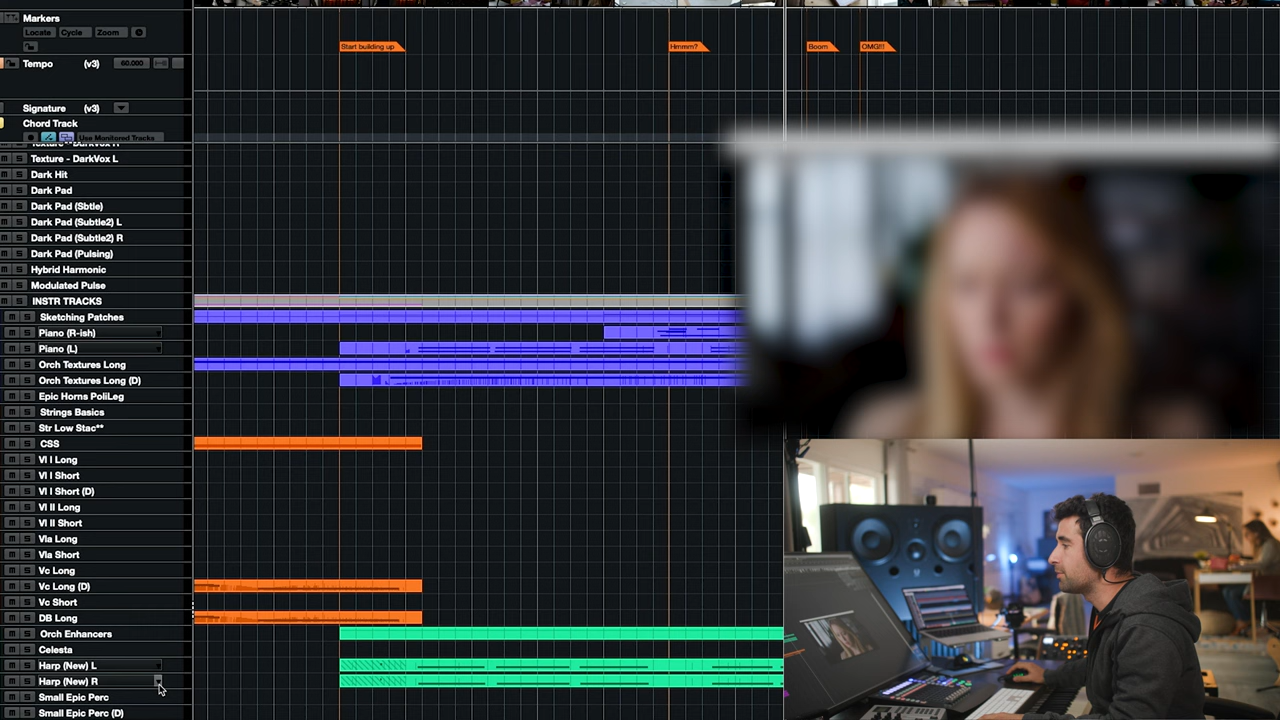 Markers
Locate Cycle Zoom
Start building up Hmmm? Boom OMG!!!
Tempo (v3) 60.000
Signature (v3)
Chord Track
Use Monitored Tracks
Texture - DarkVox R
m S Texture - DarkVox L
m S Dark Hit
m S Dark Pad
m S Dark Pad (Sbtle)
m S Dark Pad (Subtle2) L
m S Dark Pad (Subtle2) R
m S Dark Pad (Pulsing)
m S Hybrid Harmonic
m S Modulated Pulse
m S INSTR TRACKS
m S Sketching Patches
m S Piano (R-ish)
m S Piano (L)
m S Orch Textures Long
m S Orch Textures Long (D)
m S Epic Horns PoliLeg
m S Strings Basics
m S Str Low Stac**
m S CSS
m S Vl I Long
m S Vl I Short
m S Vl I Short (D)
m S Vl II Long
m S Vl II Short
m S Vla Long
m S Vla Short
m S Vc Long
m S Vc Long (D)
m S Vc Short
m S DB Long
m S Orch Enhancers
m S Celesta
m S Harp (New) L
m S Harp (New) R
m S Small Epic Perc
m S Small Epic Perc (D)